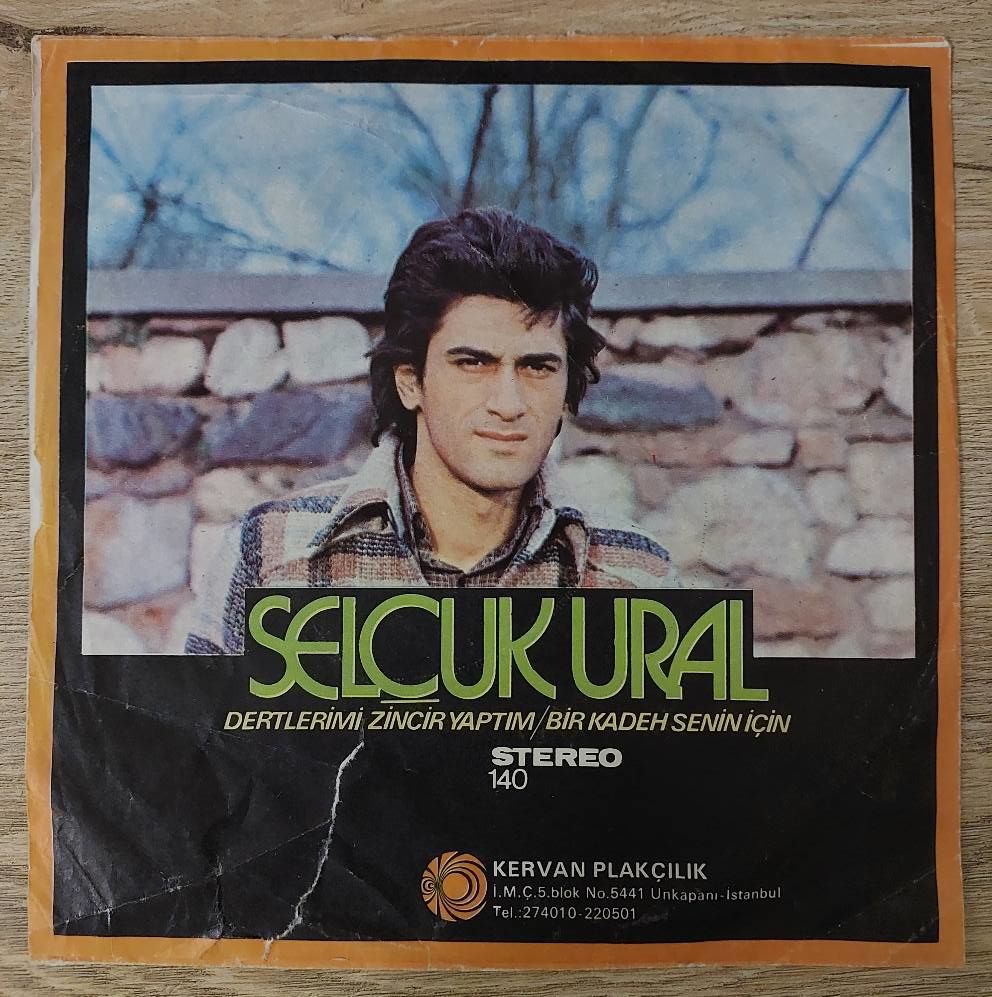 SELÇUK URAL
DERTLERİMİ ZİNCİR YAPTIM/BİR KADEH SENİN İÇİN
STEREO
140
KERVAN PLAKÇILIK
İ.M.Ç.5.blok No.5441 Unkapanı-İstanbul
Tel.:274010-220501